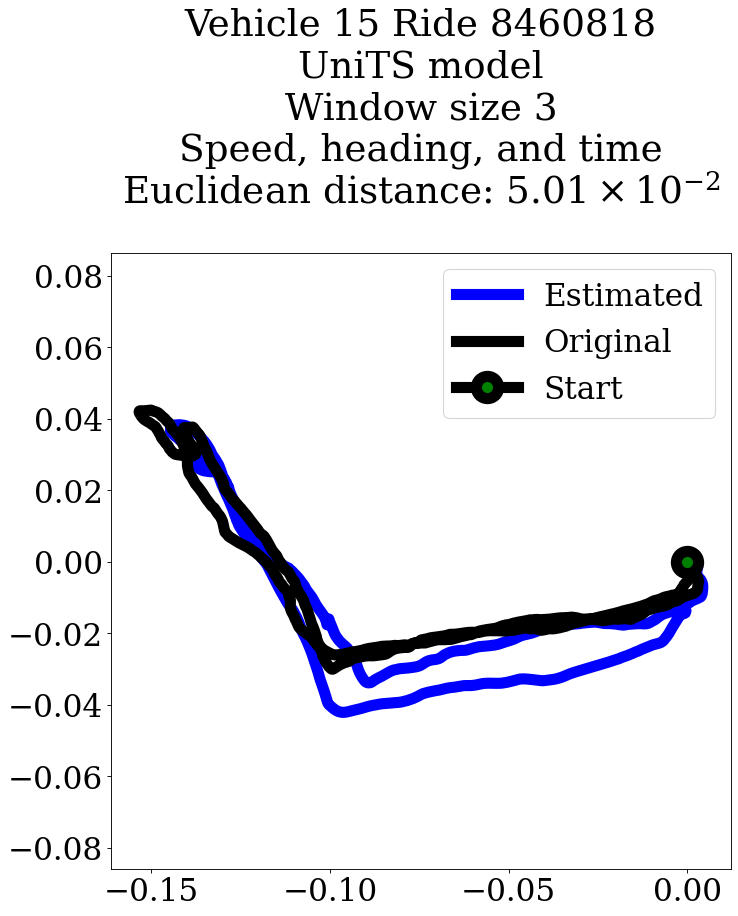 Vehicle 15 Ride 8460818
UniTS model
Window size 3
Speed, heading, and time
Euclidean distance: 5.01 × 10⁻²
Estimated
Original
Start
0.08
0.06
0.04
0.02
0.00
−0.02
−0.04
−0.06
−0.08
−0.15 −0.10 −0.05 0.00